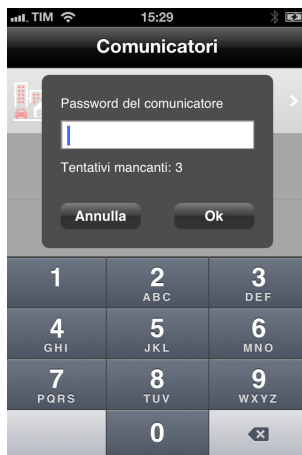 TIM 15:29
Comunicatori
Password del comunicatore
Tentativi mancanti: 3
Annulla Ok
1 2 3
ABC DEF
4 5 6
GHI JKL MNO
7 8 9
PQRS TUV WXYZ
0